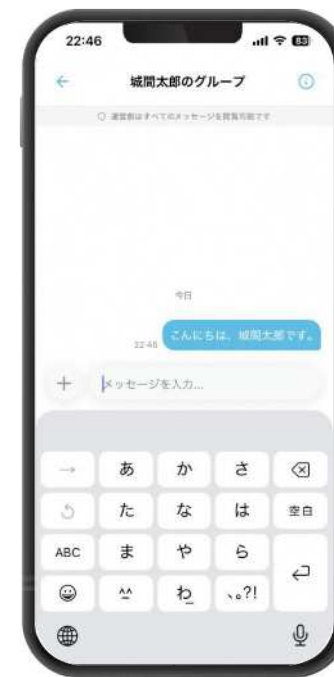 22:46
83
城間太郎のグループ
運営側はすべてのメッセージを閲覧可能です
今日
22:46
こんにちは、城間太郎です。
メッセージを入力...
→ あ か さ
た な は 空白
ABC ま や ら
^^ わ_ 、。?!